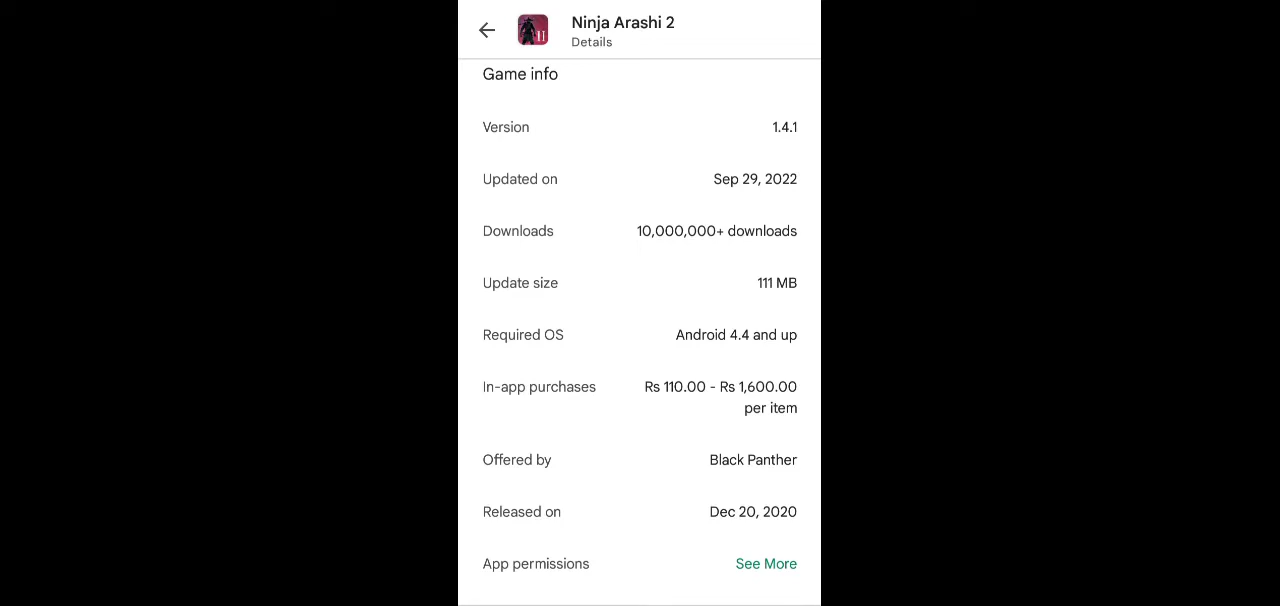 Ninja Arashi 2
Details
Game info
Version 1.4.1
Updated on Sep 29, 2022
Downloads 10,000,000+ downloads
Update size 111 MB
Required OS Android 4.4 and up
In-app purchases Rs 110.00 - Rs 1,600.00
per item
Offered by Black Panther
Released on Dec 20, 2020
App permissions See More